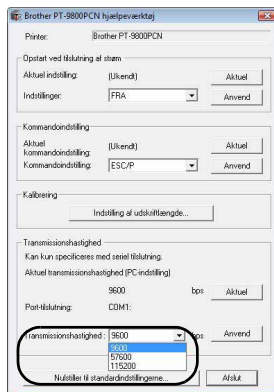 Brother PT-9800PCN hjælpeværktøj
Printer: Brother PT-9800PCN
Opstart ved tilslutning af strøm
Aktuel indstilling: (Ukendt) Aktuel
Indstillinger: FRA Anvend
Kommandoindstilling
Aktuel kommandoindstilling: (Ukendt) Aktuel
Kommandoindstilling: ESC/P Anvend
Kalibrering
Indstilling af udskriftlængde...
Transmissionshastighed
Kan kun specificeres med seriel tilslutning.
Aktuel transmissionshastighed (PC-indstilling)
9600 bps Aktuel
Port-tilslutning: COM1:
Transmissionshastighed: 9600 bps Anvend
9600
57600
115200
Nulstiller til standardindstillingerne... Afslut